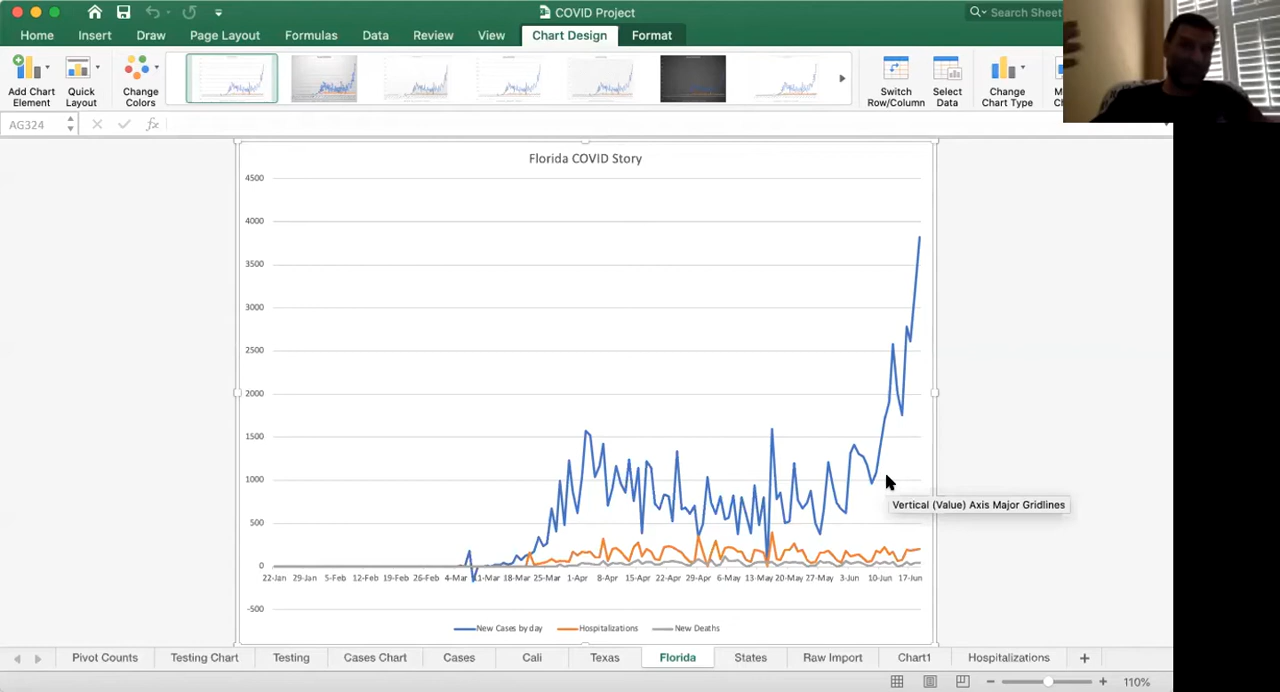 COVID Project
Search Sheet
Home Insert Draw Page Layout Formulas Data Review View Chart Design Format
Add Chart Element
Quick Layout
Change Colors
Switch Row/Column
Select Data
Change Chart Type
AG324
fx
Florida COVID Story
4500
4000
3500
3000
2500
2000
1500
1000
500
0
-500
22-Jan 29-Jan 5-Feb 12-Feb 19-Feb 26-Feb 4-Mar 11-Mar 18-Mar 25-Mar 1-Apr 8-Apr 15-Apr 22-Apr 29-Apr 6-May 13-May 20-May 27-May 3-Jun 10-Jun 17-Jun
Vertical (Value) Axis Major Gridlines
New Cases by day Hospitalizations New Deaths
Pivot Counts Testing Chart Testing Cases Chart Cases Cali Texas Florida States Raw Import Chart1 Hospitalizations +
110%